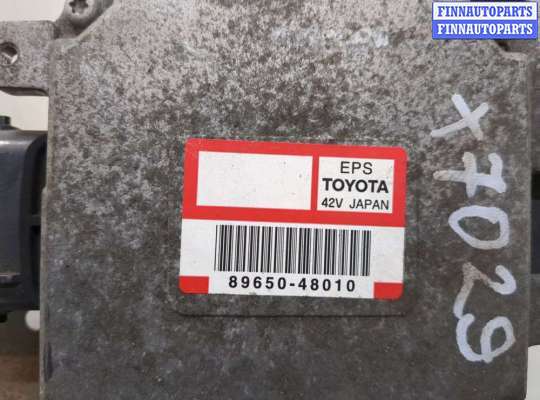 FINNAUTOPARTS
FINNAUTOPARTS
EPS
TOYOTA
42V JAPAN
89650-48010
X7029